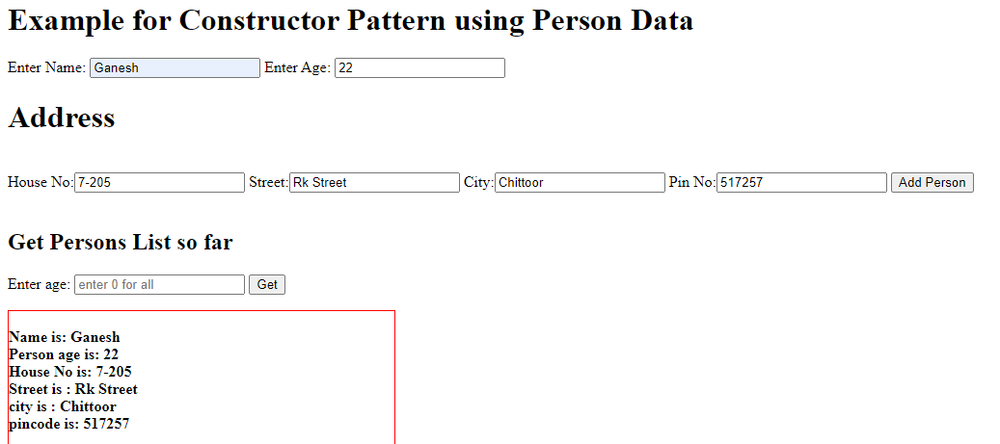 Example for Constructor Pattern using Person Data
Enter Name: Ganesh Enter Age: 22
Address
House No: 7-205 Street: Rk Street City: Chittoor Pin No: 517257 Add Person
Get Persons List so far
Enter age: enter 0 for all Get
Name is: Ganesh
Person age is: 22
House No is: 7-205
Street is : Rk Street
city is : Chittoor
pincode is: 517257